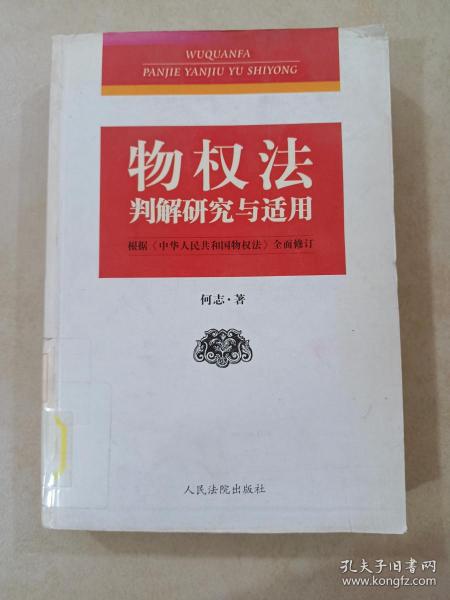 WUQUANFA
PANJIE YANJIU YU SHIYONG
物权法
判解研究与适用
根据《中华人民共和国物权法》全面修订
何志·著
人民法院出版社
孔夫子旧书网
www.kongfz.com